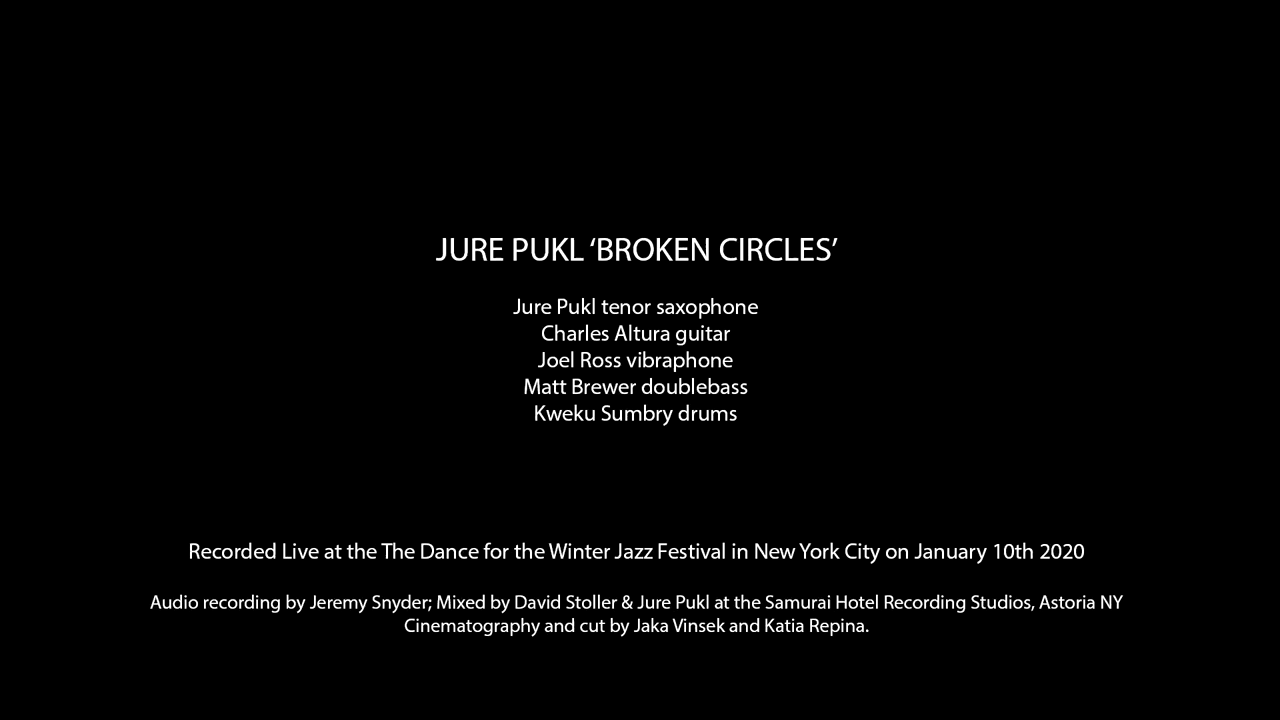 JURE PUKL ‘BROKEN CIRCLES’
Jure Pukl tenor saxophone
Charles Altura guitar
Joel Ross vibraphone
Matt Brewer doublebass
Kweku Sumbry drums
Recorded Live at the The Dance for the Winter Jazz Festival in New York City on January 10th 2020
Audio recording by Jeremy Snyder; Mixed by David Stoller & Jure Pukl at the Samurai Hotel Recording Studios, Astoria NY
Cinematography and cut by Jaka Vinsek and Katia Repina.